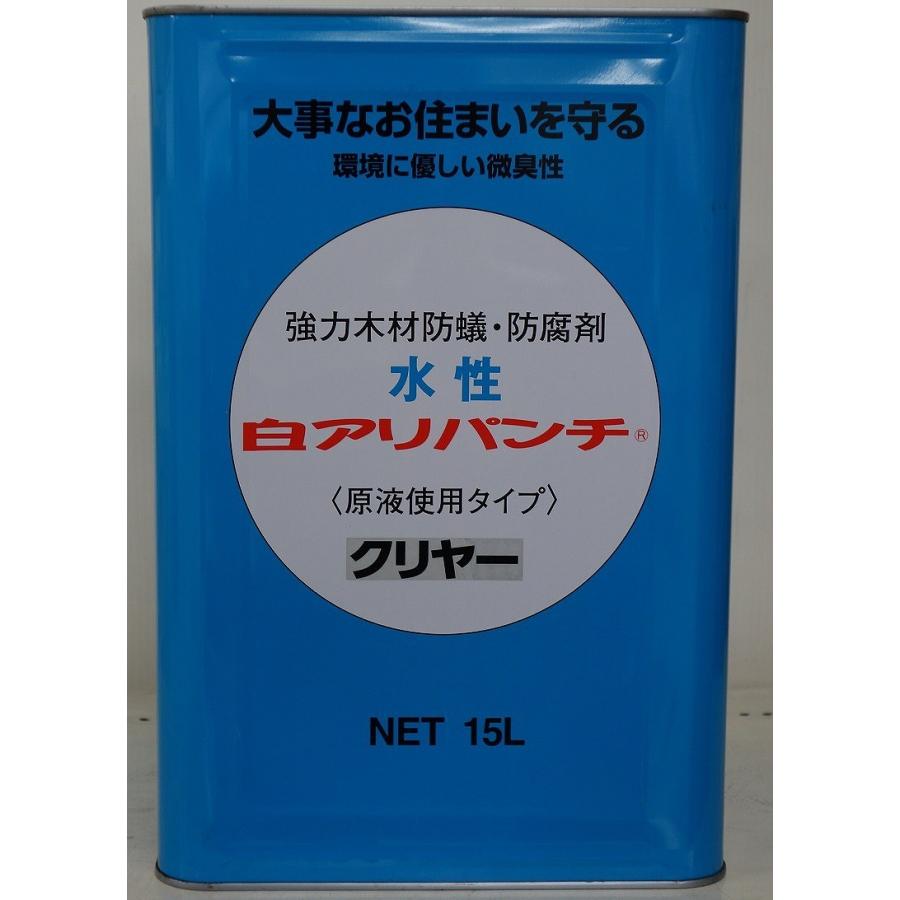 大事なお住まいを守る
環境に優しい微臭性
強力木材防蟻・防腐剤
水性
白アリパンチ®
〈原液使用タイプ〉
クリヤー
NET 15L